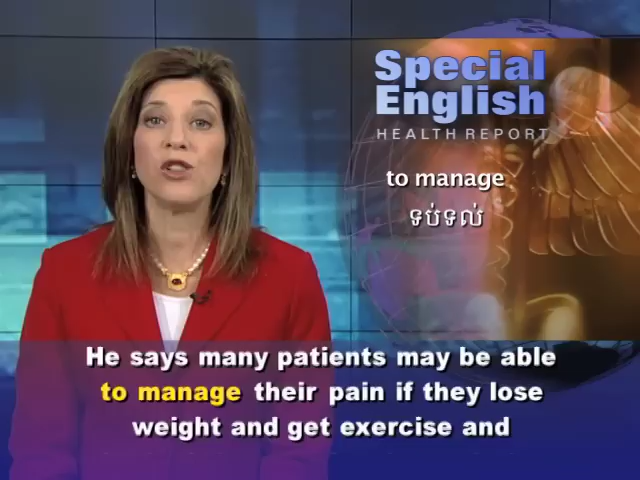 Special
English
HEALTH REPORT
to manage
ទប់ទល់
He says many patients may be able
to manage their pain if they lose
weight and get exercise and